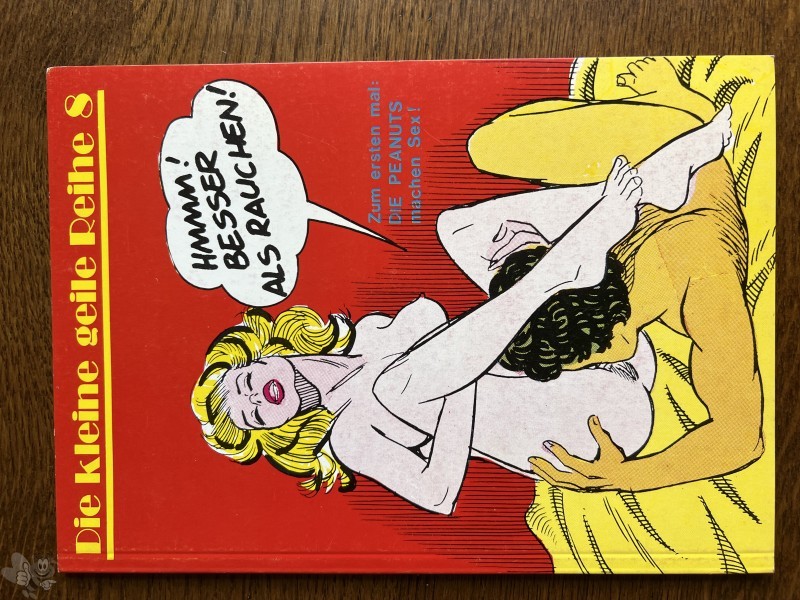 Die kleine geile Reihe 8
HMMM!
BESSER
ALS RAUCHEN!
Zum ersten mal:
DIE PEANUTS
machen Sex!